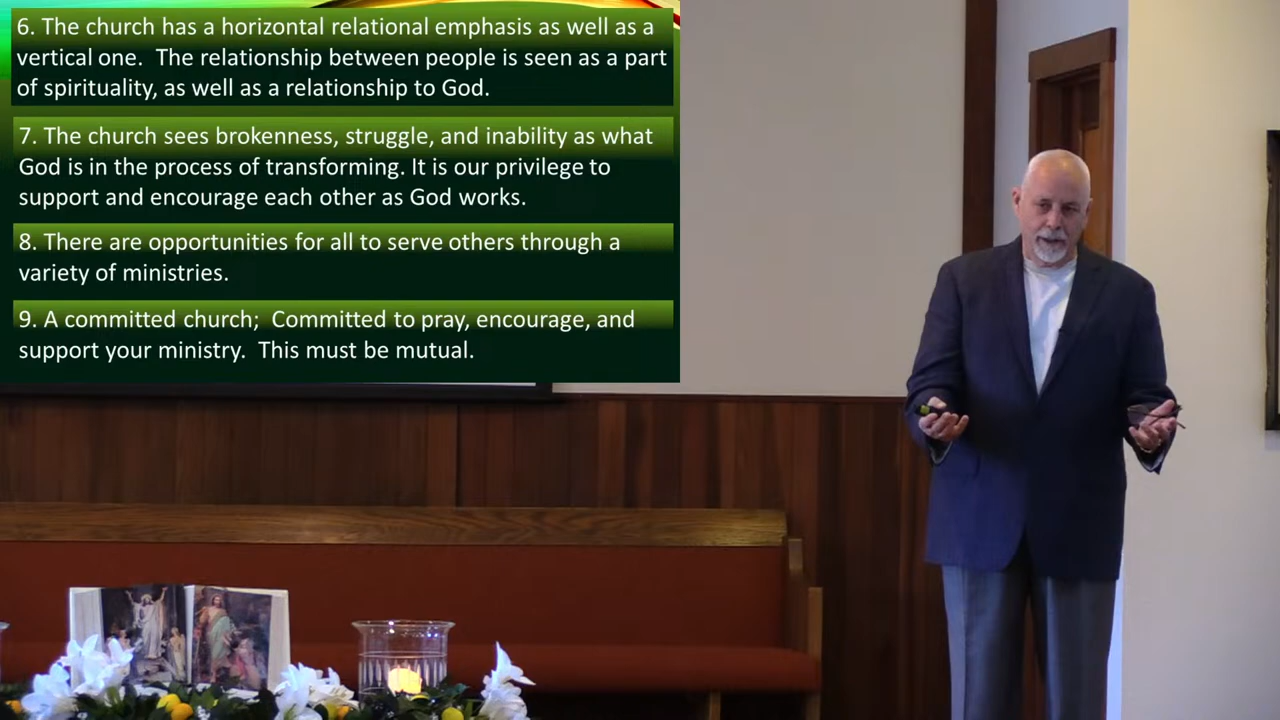 6. The church has a horizontal relational emphasis as well as a
vertical one.  The relationship between people is seen as a part
of spirituality, as well as a relationship to God.
7. The church sees brokenness, struggle, and inability as what
God is in the process of transforming. It is our privilege to
support and encourage each other as God works.
8. There are opportunities for all to serve others through a
variety of ministries.
9. A committed church;  Committed to pray, encourage, and
support your ministry.  This must be mutual.